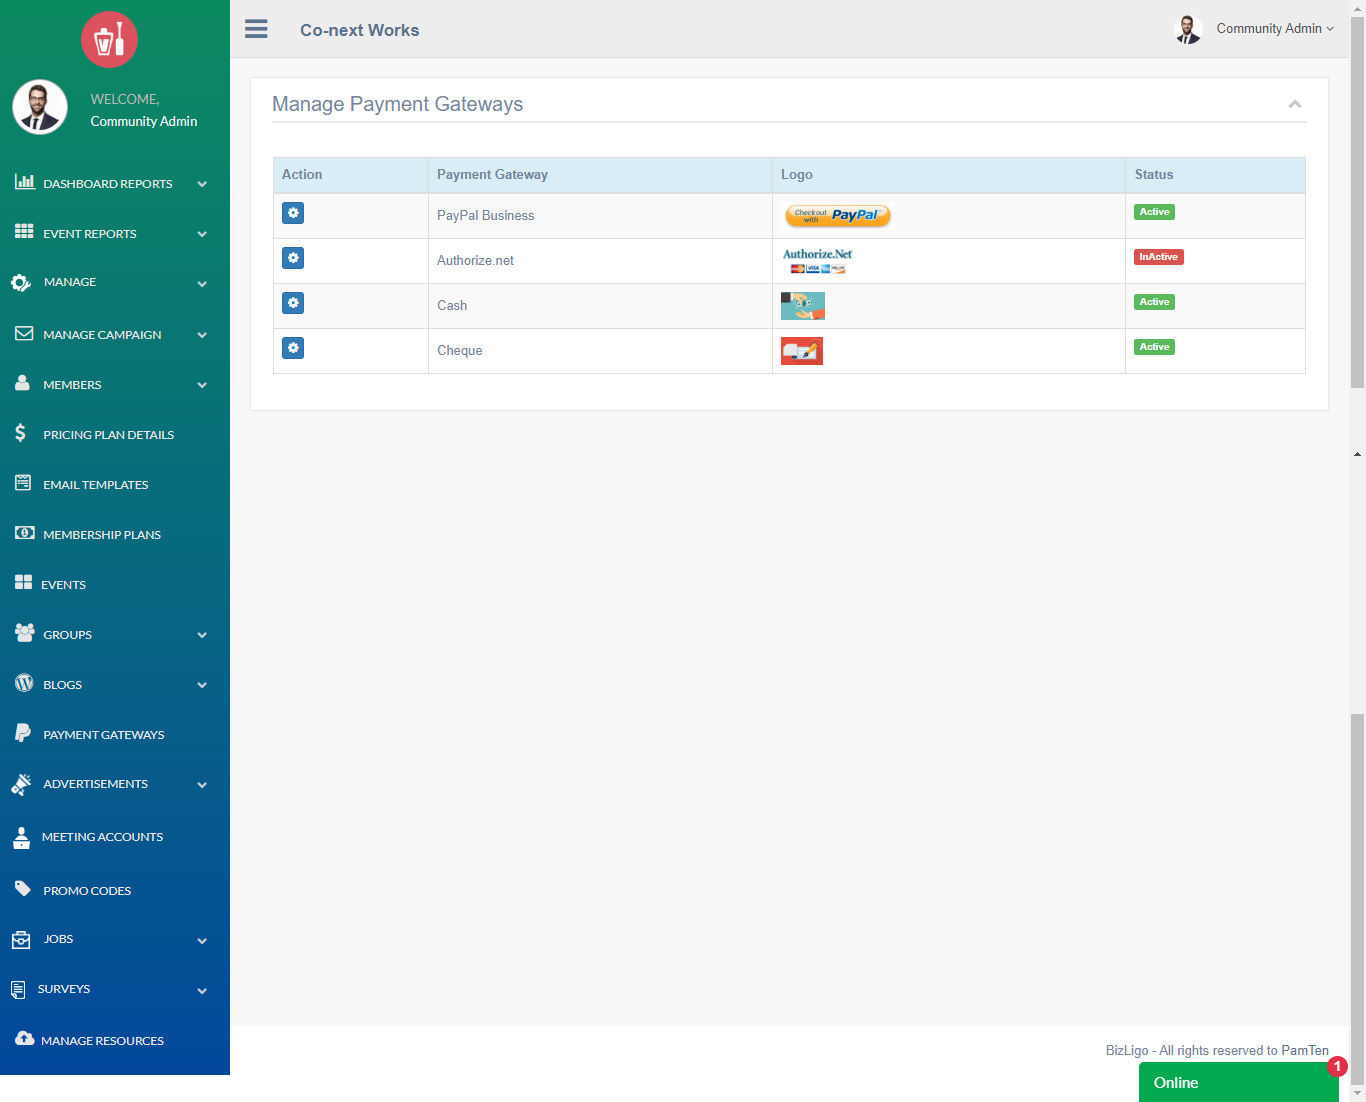 Co-next Works
Community Admin
WELCOME,
Community Admin
DASHBOARD REPORTS
EVENT REPORTS
MANAGE
MANAGE CAMPAIGN
MEMBERS
PRICING PLAN DETAILS
EMAIL TEMPLATES
MEMBERSHIP PLANS
EVENTS
GROUPS
BLOGS
PAYMENT GATEWAYS
ADVERTISEMENTS
MEETING ACCOUNTS
PROMO CODES
JOBS
SURVEYS
MANAGE RESOURCES
Manage Payment Gateways
Action Payment Gateway Logo Status
PayPal Business Check out with PayPal Active
Authorize.net Authorize.Net VISA InActive
Cash Active
Cheque Active
BizLigo - All rights reserved to PamTen
1
Online